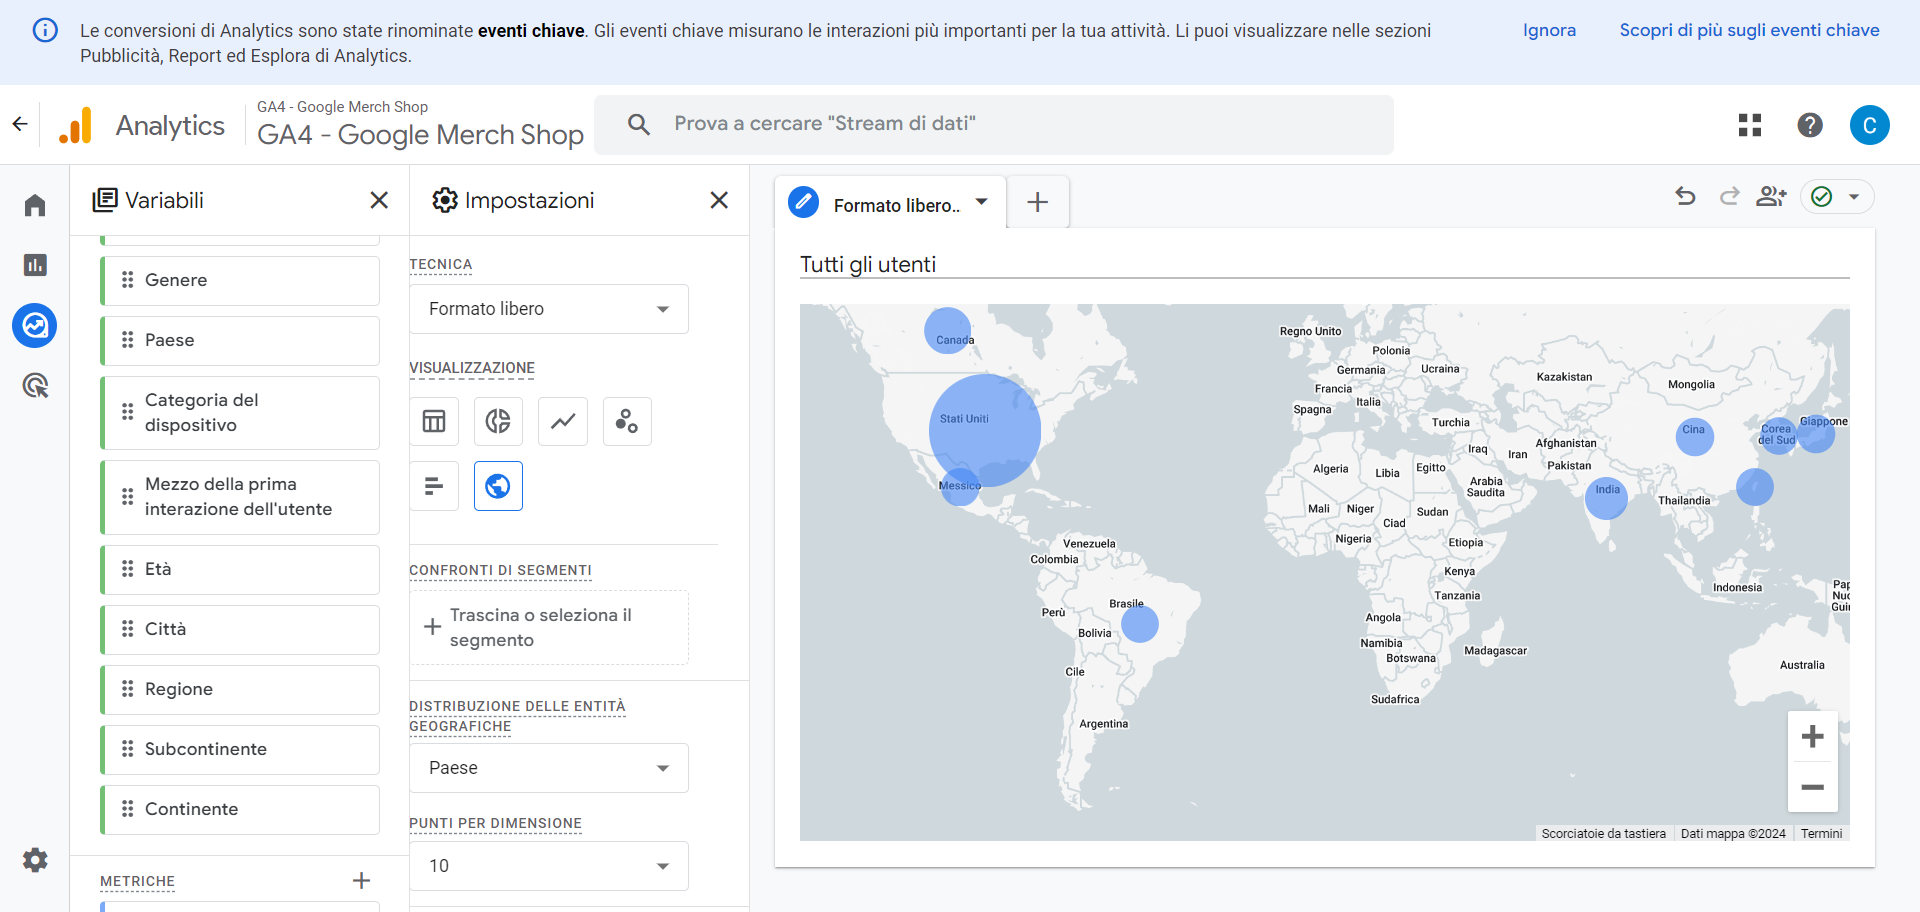 Le conversioni di Analytics sono state rinominate eventi chiave. Gli eventi chiave misurano le interazioni più importanti per la tua attività. Li puoi visualizzare nelle sezioni
Pubblicità, Report ed Esplora di Analytics.
Ignora
Scopri di più sugli eventi chiave
Analytics
GA4 - Google Merch Shop
GA4 - Google Merch Shop
Prova a cercare "Stream di dati"
C
Variabili
Genere
Paese
Categoria del
dispositivo
Mezzo della prima
interazione dell'utente
Età
Città
Regione
Subcontinente
Continente
METRICHE
Impostazioni
TECNICA
Formato libero
VISUALIZZAZIONE
CONFRONTI DI SEGMENTI
Trascina o seleziona il
segmento
DISTRIBUZIONE DELLE ENTITÀ
GEOGRAFICHE
Paese
PUNTI PER DIMENSIONE
10
Formato libero...
Tutti gli utenti
Canada
Stati Uniti
Messico
Venezuela
Colombia
Brasile
Perù
Bolivia
Cile
Argentina
Regno Unito
Polonia
Germania
Ucraina
Francia
Italia
Spagna
Turchia
Kazakistan
Mongolia
Cina
Corea
del Sud
Giappone
Afghanistan
Iraq
Iran
Pakistan
Algeria
Libia
Egitto
Arabia
Saudita
India
Thailandia
Mali
Niger
Ciad
Sudan
Nigeria
Etiopia
Kenya
Tanzania
Indonesia
Pap
Nuo
Gui
Angola
Namibia
Botswana
Madagascar
Sudafrica
Australia
Scorciatoie da tastiera
Dati mappa ©2024
Termini